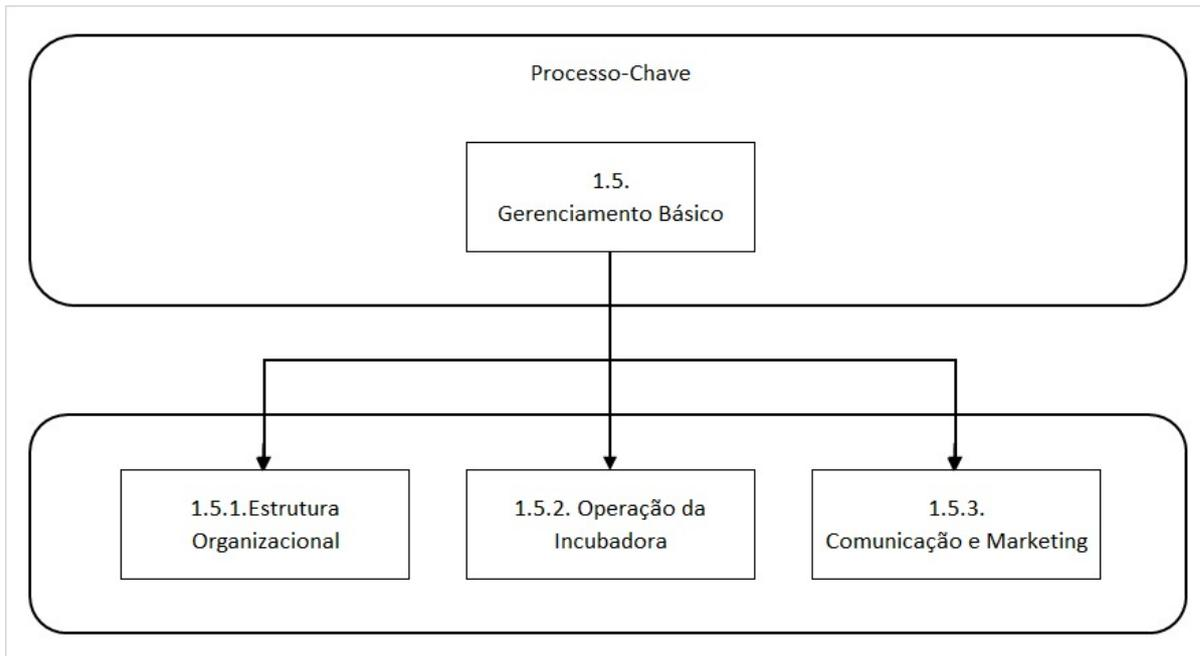 Processo-Chave
1.5.
Gerenciamento Básico
1.5.1.Estrutura
Organizacional
1.5.2. Operação da
Incubadora
1.5.3.
Comunicação e Marketing